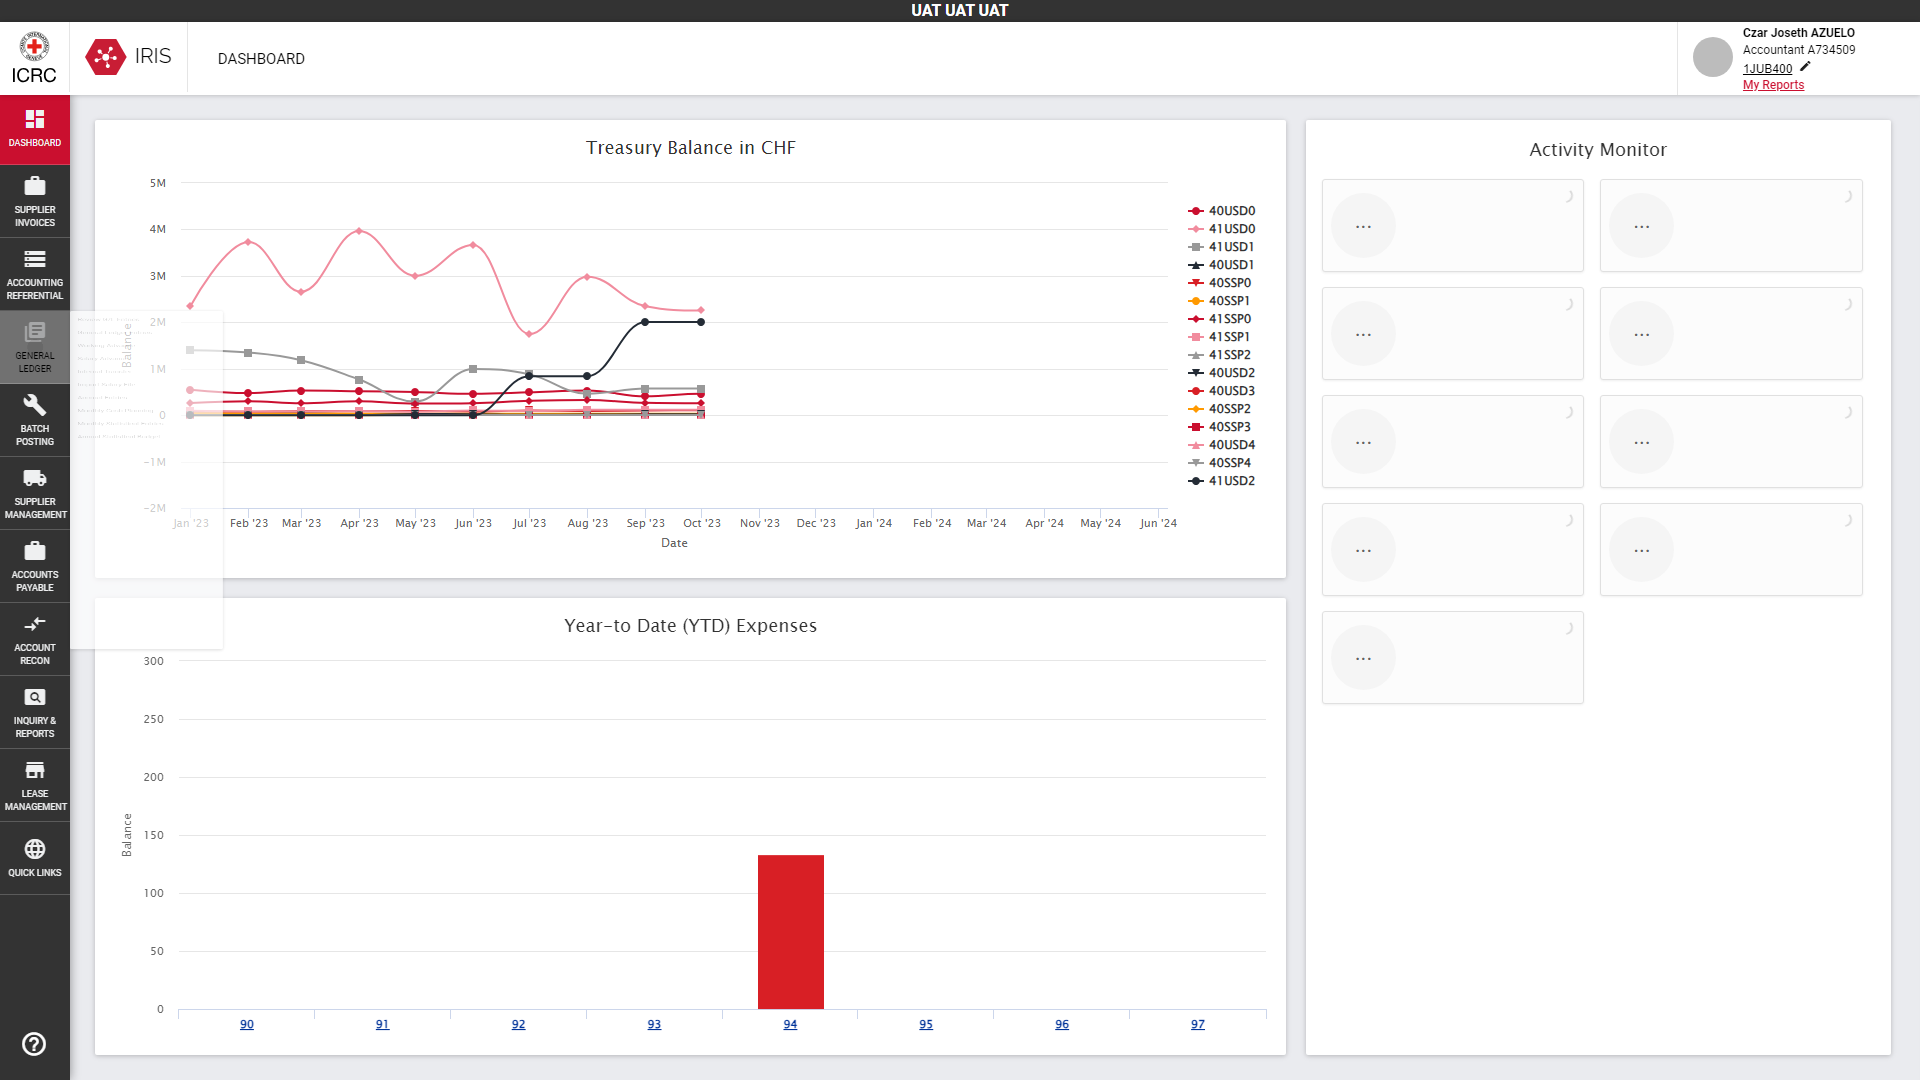 UAT UAT UAT
ICRC
IRIS
DASHBOARD
Czar Joseth AZUELO
Accountant A734509
1JUB400
My Reports
DASHBOARD
SUPPLIER
INVOICES
ACCOUNTING
REFERENTIAL
GENERAL
LEDGER
BATCH
POSTING
SUPPLIER
MANAGEMENT
ACCOUNTS
PAYABLE
ACCOUNT
RECON
INQUIRY &
REPORTS
LEASE
MANAGEMENT
QUICK LINKS
Treasury Balance in CHF
5M
4M
3M
2M
1M
0
-1M
-2M
Balance
Jan '23 Feb '23 Mar '23 Apr '23 May '23 Jun '23 Jul '23 Aug '23 Sep '23 Oct '23 Nov '23 Dec '23 Jan '24 Feb '24 Mar '24 Apr '24 May '24 Jun '24
Date
40USD0
41USD0
41USD1
40USD1
40SSP0
40SSP1
41SSP0
41SSP1
41SSP2
40USD2
40USD3
40SSP2
40SSP3
40USD4
40SSP4
41USD2
Year-to Date (YTD) Expenses
300
250
200
150
100
50
0
Balance
90 91 92 93 94 95 96 97
Activity Monitor
... ...
... ...
... ...
... ...
...